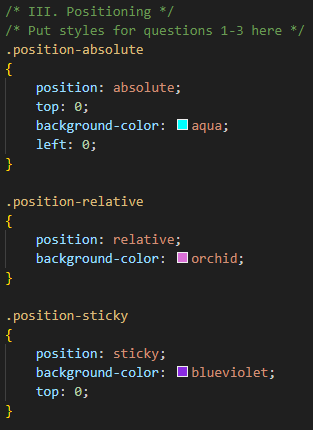 /* III. Positioning */
/* Put styles for questions 1-3 here */
.position-absolute
{
    position: absolute;
    top: 0;
    background-color: aqua;
    left: 0;
}

.position-relative
{
    position: relative;
    background-color: orchid;
}

.position-sticky
{
    position: sticky;
    background-color: blueviolet;
    top: 0;
}